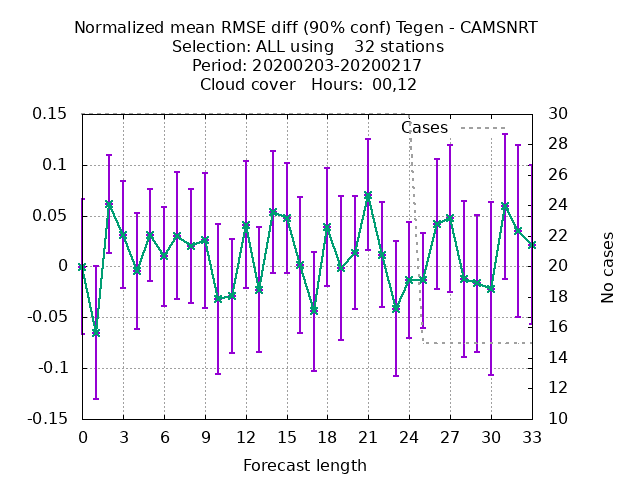 Normalized mean RMSE diff (90% conf) Tegen - CAMSNRT
Selection: ALL using    32 stations
Period: 20200203-20200217
Cloud cover   Hours:  00,12
Cases
0.15
0.1
0.05
0
-0.05
-0.1
-0.15
30
28
26
24
22
20
18
16
14
12
10
No cases
0 3 6 9 12 15 18 21 24 27 30 33
Forecast length